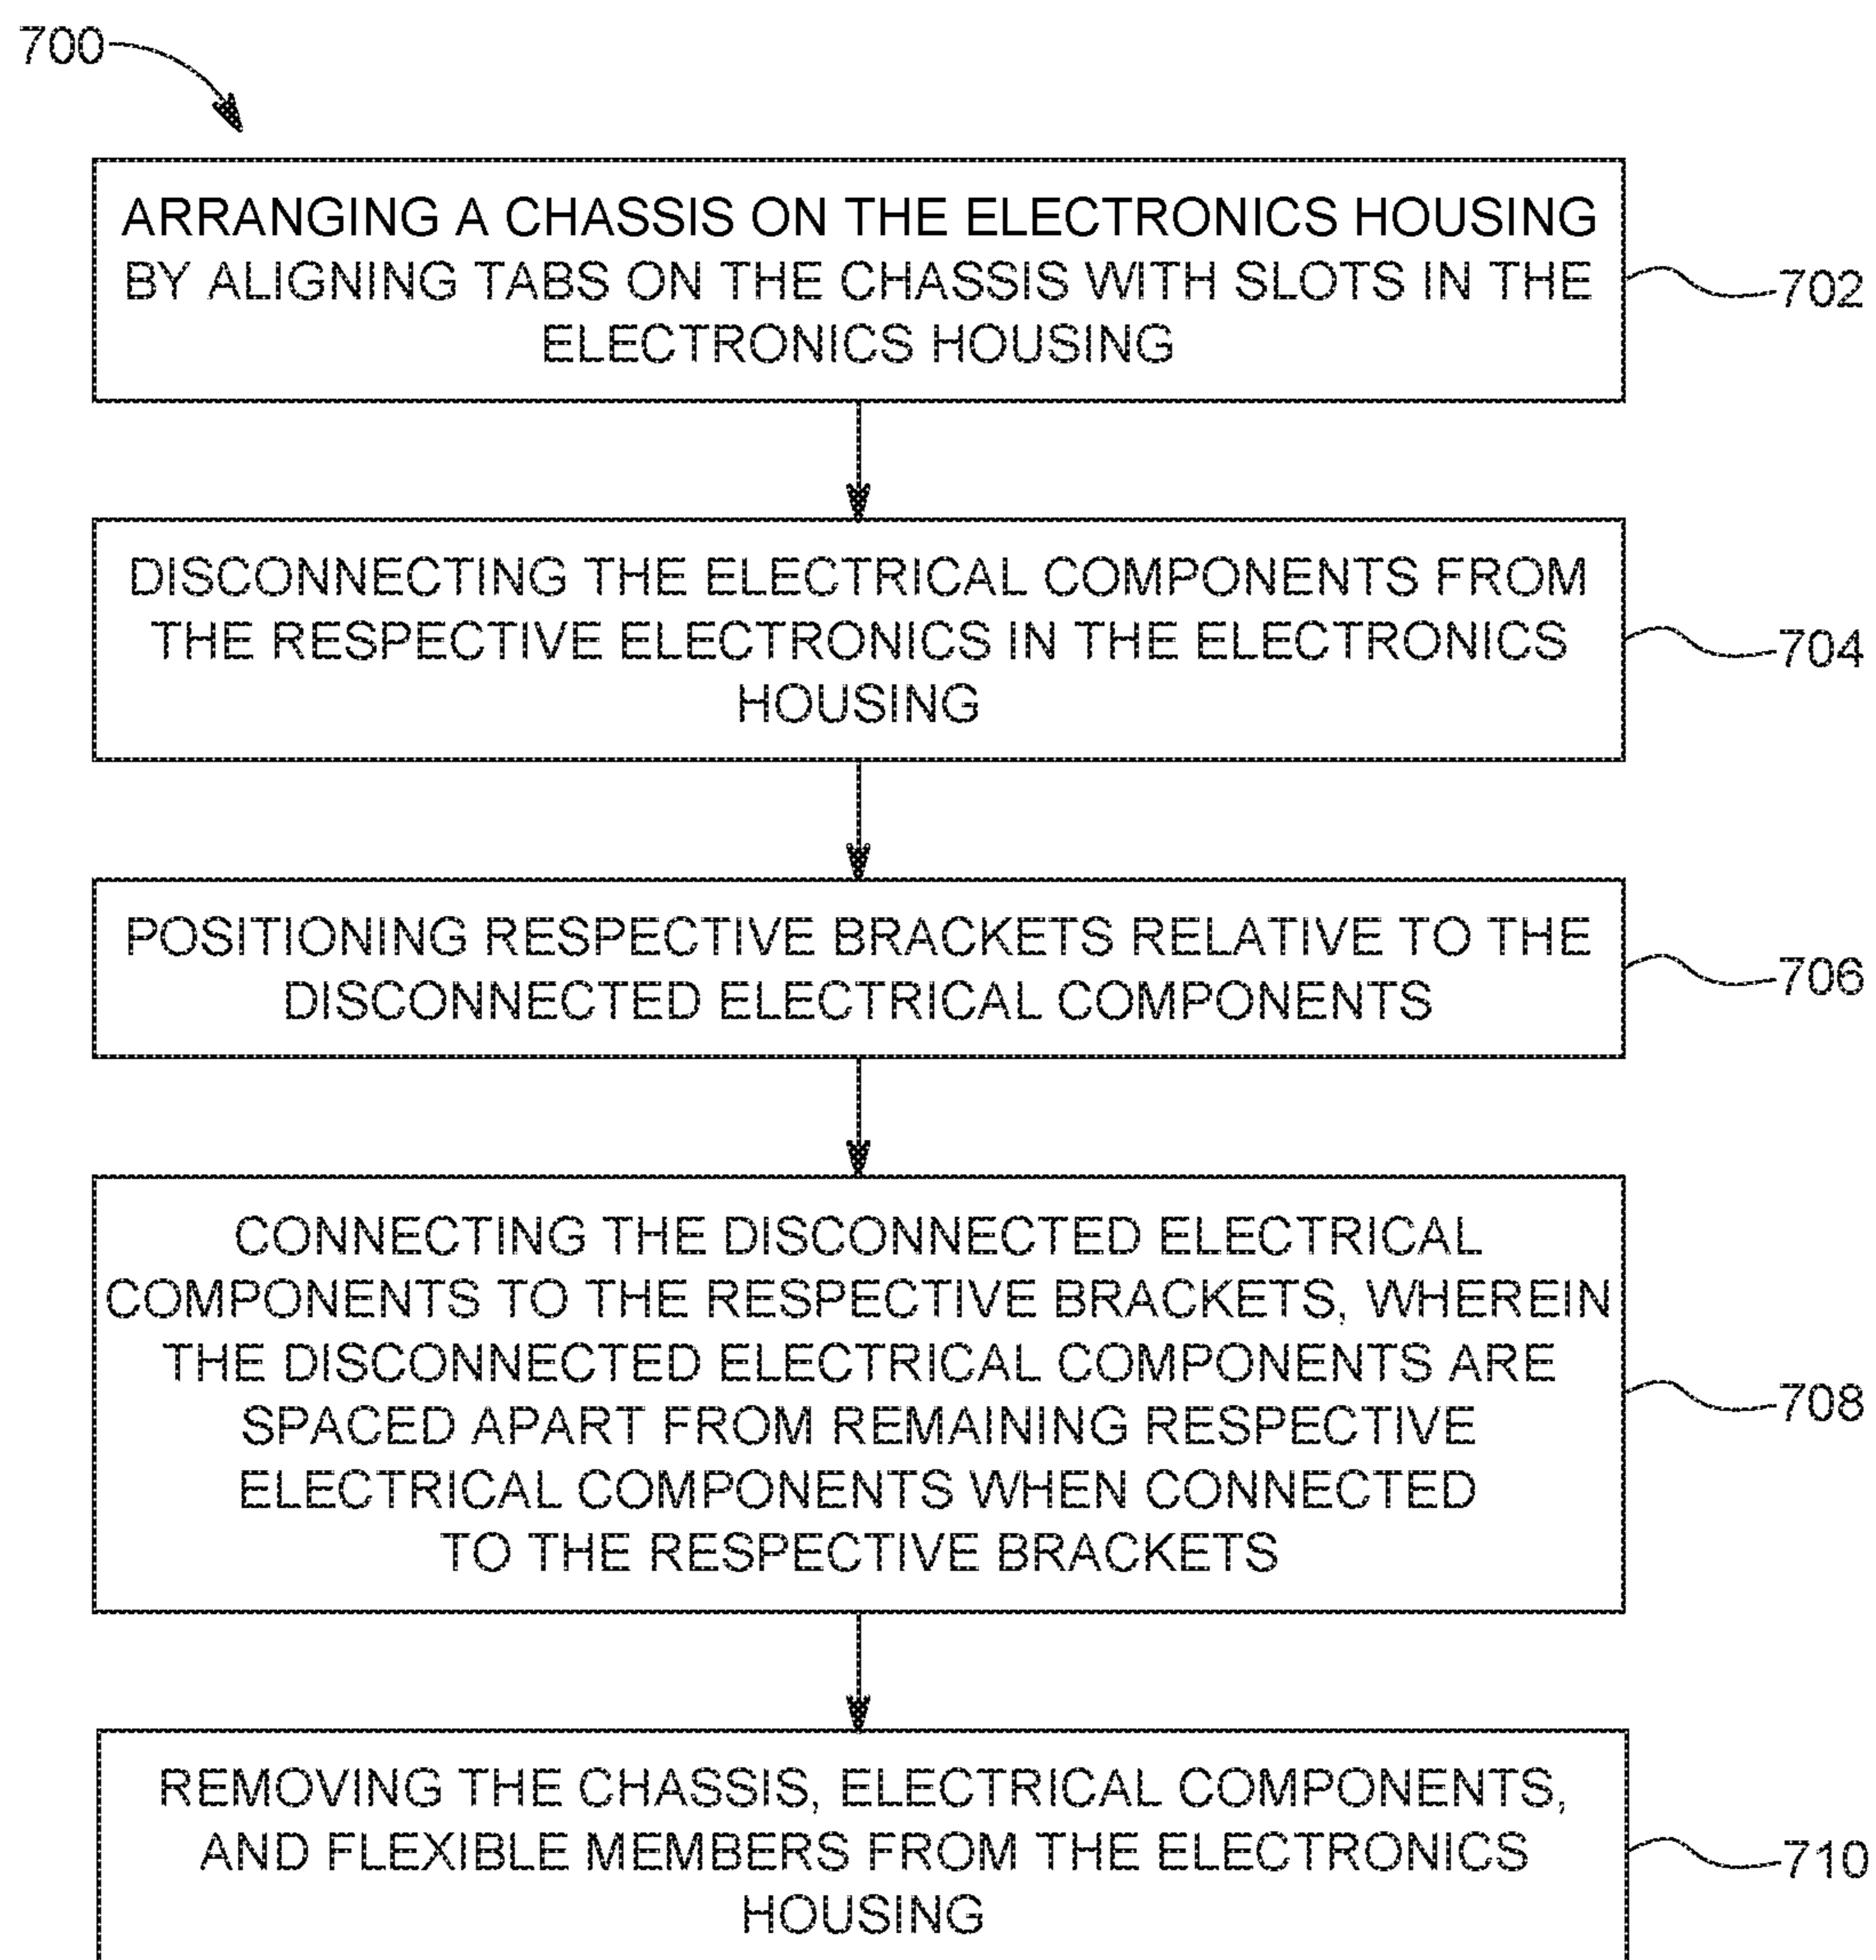 700
ARRANGING A CHASSIS ON THE ELECTRONICS HOUSING
BY ALIGNING TABS ON THE CHASSIS WITH SLOTS IN THE
ELECTRONICS HOUSING
702
DISCONNECTING THE ELECTRICAL COMPONENTS FROM
THE RESPECTIVE ELECTRONICS IN THE ELECTRONICS
HOUSING
704
POSITIONING RESPECTIVE BRACKETS RELATIVE TO THE
DISCONNECTED ELECTRICAL COMPONENTS
706
CONNECTING THE DISCONNECTED ELECTRICAL
COMPONENTS TO THE RESPECTIVE BRACKETS, WHEREIN
THE DISCONNECTED ELECTRICAL COMPONENTS ARE
SPACED APART FROM REMAINING RESPECTIVE
ELECTRICAL COMPONENTS WHEN CONNECTED
TO THE RESPECTIVE BRACKETS
708
REMOVING THE CHASSIS, ELECTRICAL COMPONENTS,
AND FLEXIBLE MEMBERS FROM THE ELECTRONICS
HOUSING
710